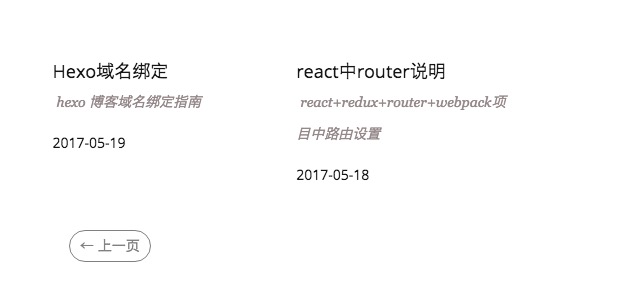 Hexo域名绑定
hexo 博客域名绑定指南
2017-05-19
react中router说明
react+redux+router+webpack项
目中路由设置
2017-05-18
← 上一页